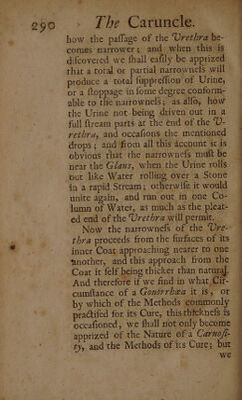 290 The Caruncle.
how the paſſage of the Urethra be-
comes narrower; and when this is
diſcovered we ſhall eaſily be apprized
that a total or partial narrowneſs will
produce a total ſuppreſſion of Urine,
or a ſtoppage in ſome degree conform-
able to the narrowneſs; as alſo, how
the Urine not being driven out in a
full ſtream parts at the end of the U-
rethra, and occaſions the mentioned
drops; and from all this account it is
obvious that the narrowneſs muſt be
near the Glans, when the Urine rolls
out like Water rolling over a Stone
in a rapid Stream; otherwiſe it would
unite again, and run out in one Co-
lumn of Water, as much as the pleat-
ed end of the Urethra will permit.
Now the narrowneſs of the Ure-
thra proceeds from the ſurfaces of its
inner Coat approaching nearer to one
another, and this approach from the
Coat it ſelf being thicker than natural.
And therefore if we find in what Cir-
cumſtance of a Gonorrhœa it is, or
by which of the Methods commonly
practiſed for its Cure, this thickneſs is
occaſioned, we ſhall not only become
apprized of the Nature of a Carnoſi-
ty, and the Methods of its Cure; but
we